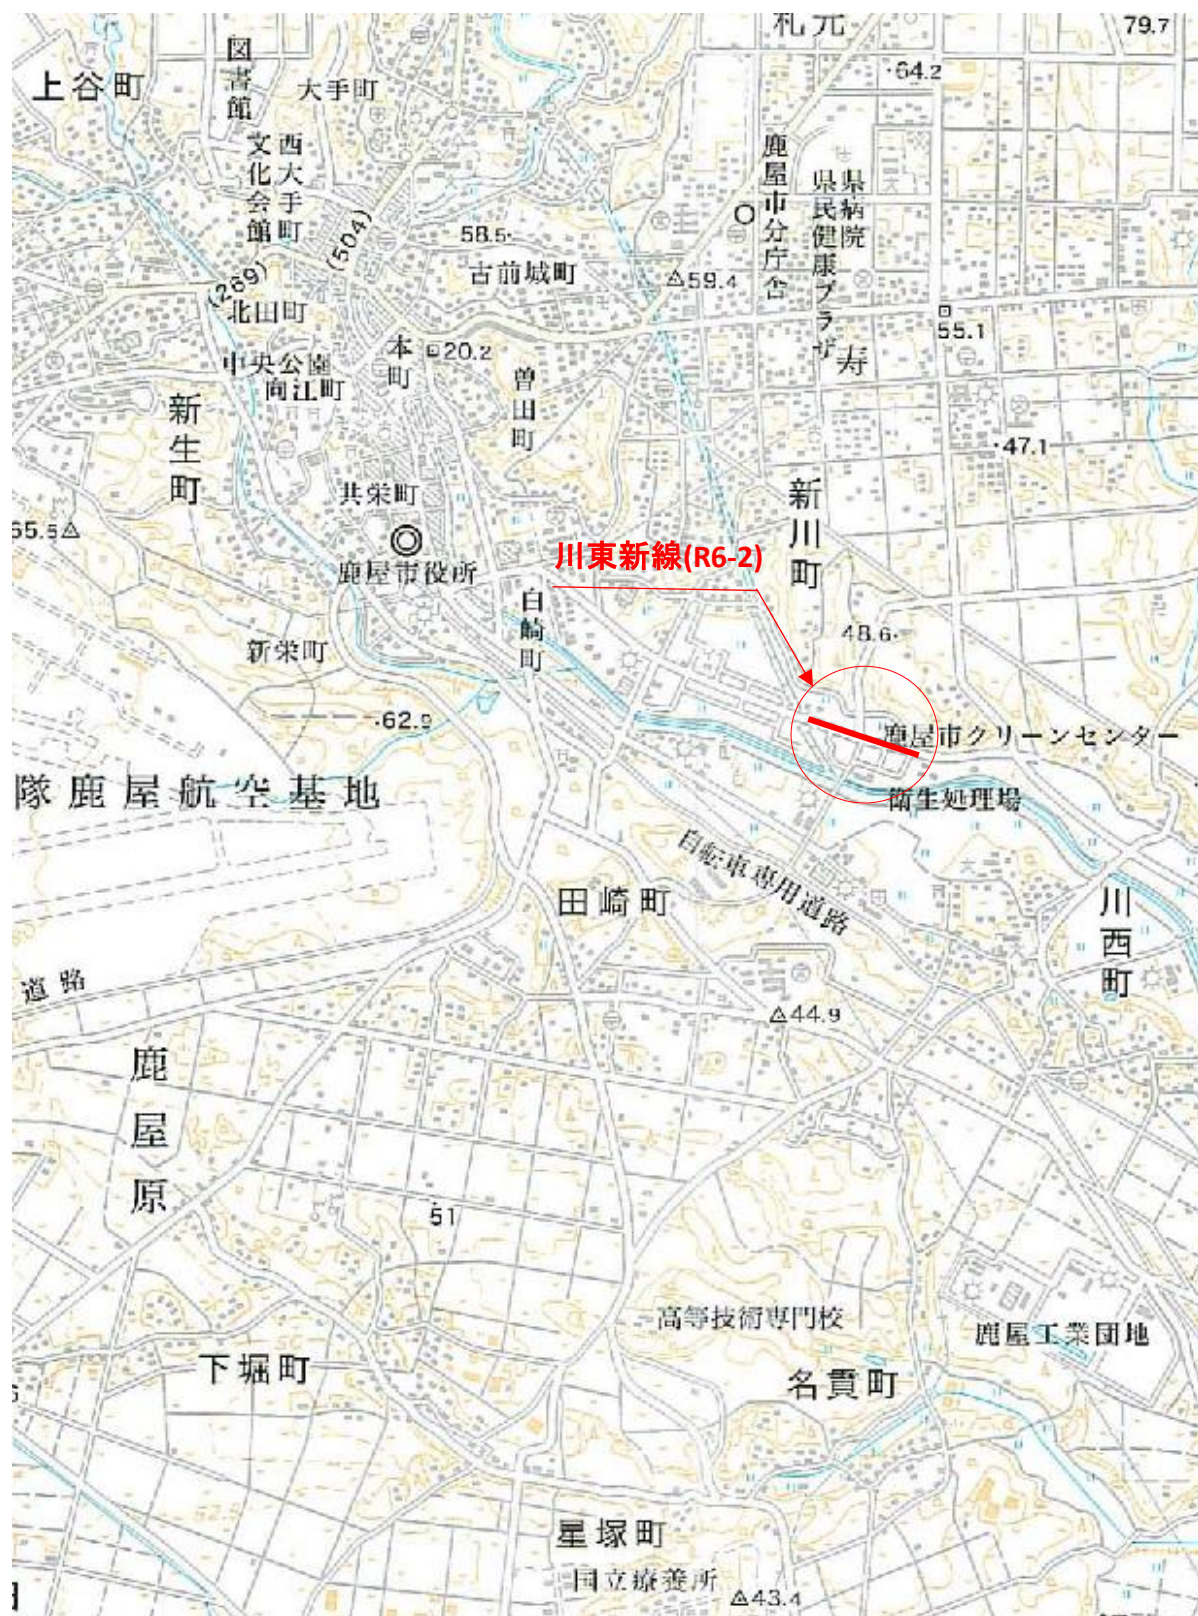 札元
79.7
上谷町
図書館
大手町
64.2
文化会館
西大手町
鹿屋市分庁舎
県民健康プラザ
県病院
(504)
58.5
古前城町
59.4
(269)
北田町
55.1
中央公園
向江町
本町
20.2
曽田町
寿
新生町
47.1
共栄町
新川町
65.5
鹿屋市役所
川東新線(R6-2)
白崎町
新栄町
48.6
62.9
鹿屋市クリーンセンター
隊鹿屋航空基地
衛生処理場
自転車専用道路
田崎町
川西町
道路
44.9
鹿屋原
51
高等技術専門校
鹿屋工業団地
下堀町
名貫町
62.5
星塚町
国立療養所
43.4